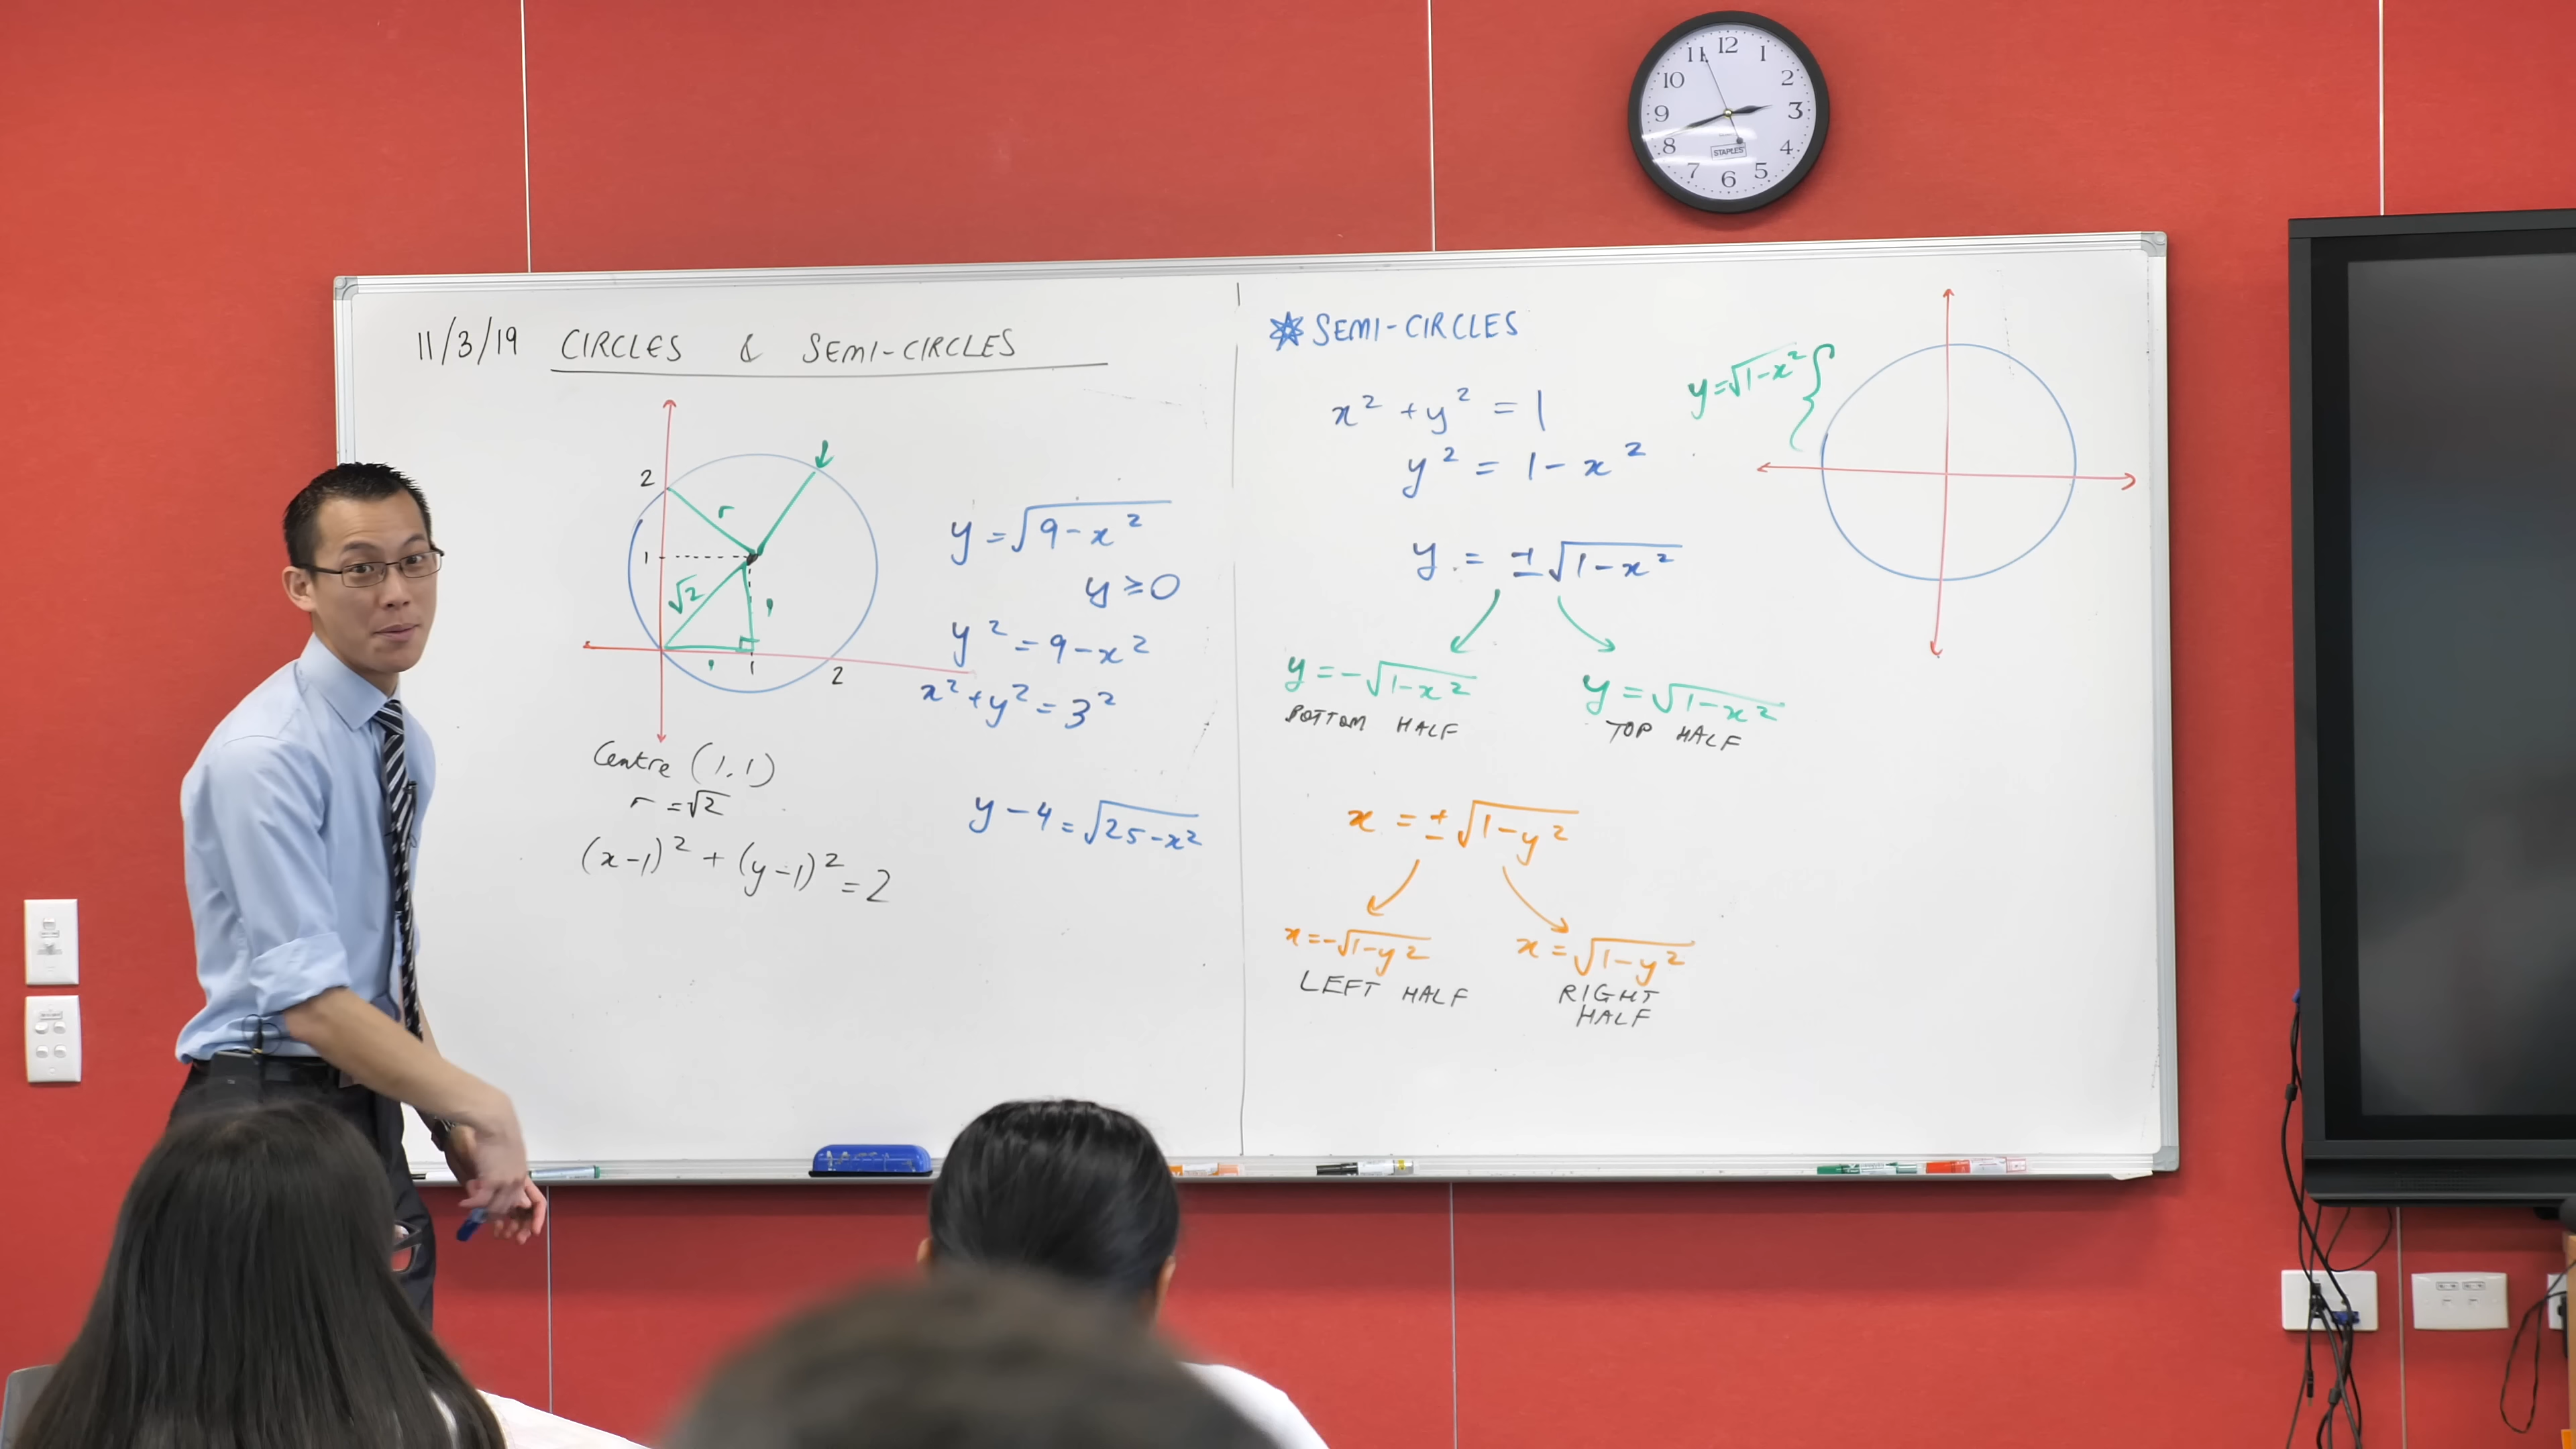 12
11 1
10 2
9 3
8 4
7 5
6
STAPLES
11/3/19 CIRCLES & SEMI-CIRCLES
2
r
1
√2
1
1
1
2
Centre (1,1)
r = √2
(x-1)² + (y-1)² = 2
y = √9-x²
y ≥ 0
y² = 9-x²
x² + y² = 3²
y - 4 = √25-x²
SEMI-CIRCLES
x² + y² = 1
y² = 1 - x²
y = ± √1-x²
y = -√1-x²
BOTTOM HALF
y = √1-x²
TOP HALF
x = ± √1-y²
x = -√1-y²
LEFT HALF
x = √1-y²
RIGHT
HALF
y = √1-x²